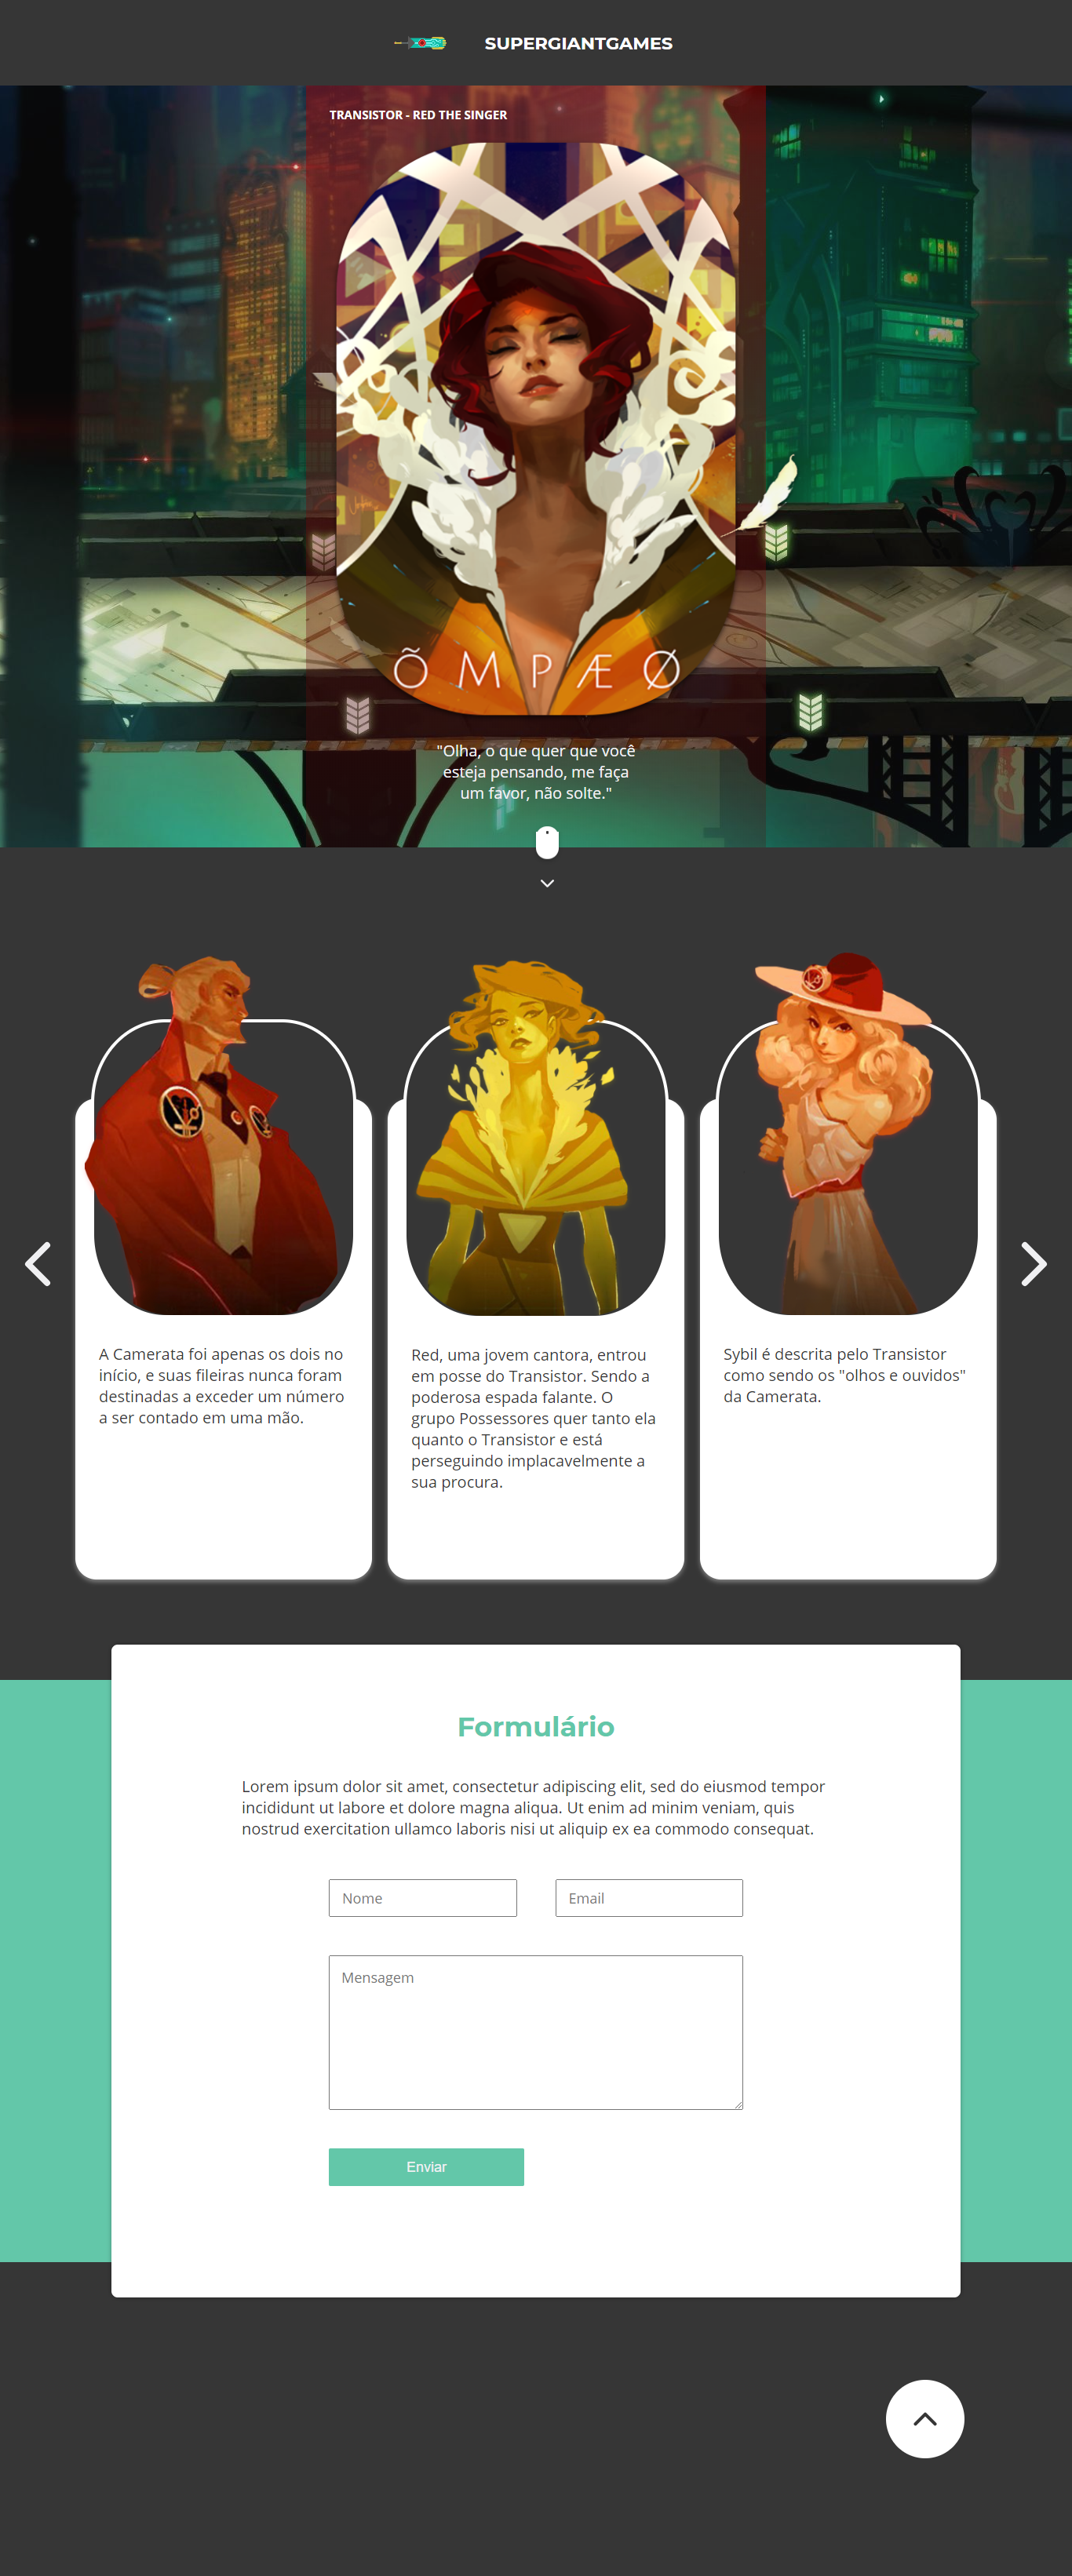 SUPERGIANTGAMES
TRANSISTOR - RED THE SINGER
Õ M P Æ Ø
"Olha, o que quer que você
esteja pensando, me faça
um favor, não solte."
A Camerata foi apenas os dois no
início, e suas fileiras nunca foram
destinadas a exceder um número
a ser contado em uma mão.
Red, uma jovem cantora, entrou
em posse do Transistor. Sendo a
poderosa espada falante. O
grupo Possessores quer tanto ela
quanto o Transistor e está
perseguindo implacavelmente a
sua procura.
Sybil é descrita pelo Transistor
como sendo os "olhos e ouvidos"
da Camerata.
Formulário
Lorem ipsum dolor sit amet, consectetur adipiscing elit, sed do eiusmod tempor
incididunt ut labore et dolore magna aliqua. Ut enim ad minim veniam, quis
nostrud exercitation ullamco laboris nisi ut aliquip ex ea commodo consequat.
Nome
Email
Mensagem
Enviar